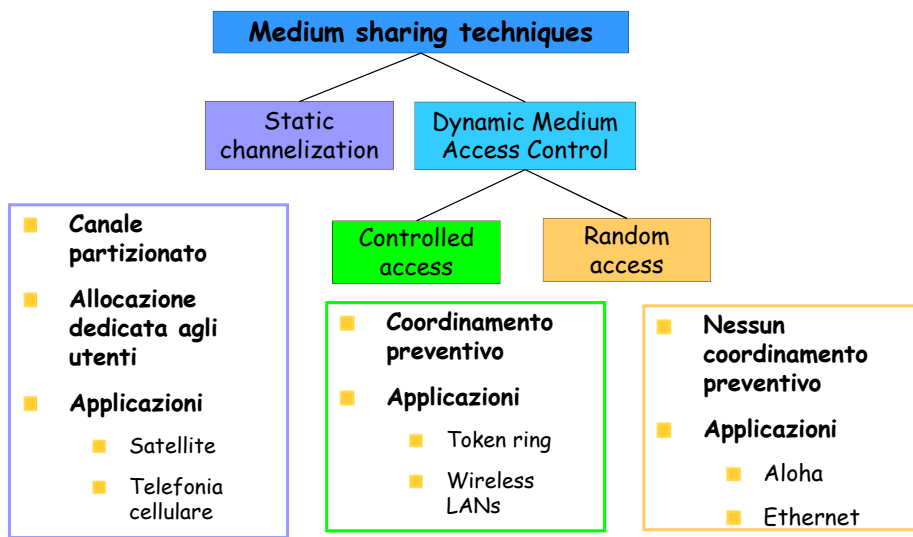 Medium sharing techniques
Static
channelization
Dynamic Medium
Access Control
Controlled
access
Random
access
Canale
partizionato
Allocazione
dedicata agli
utenti
Applicazioni
Satellite
Telefonia
cellulare
Coordinamento
preventivo
Applicazioni
Token ring
Wireless
LANs
Nessun
coordinamento
preventivo
Applicazioni
Aloha
Ethernet